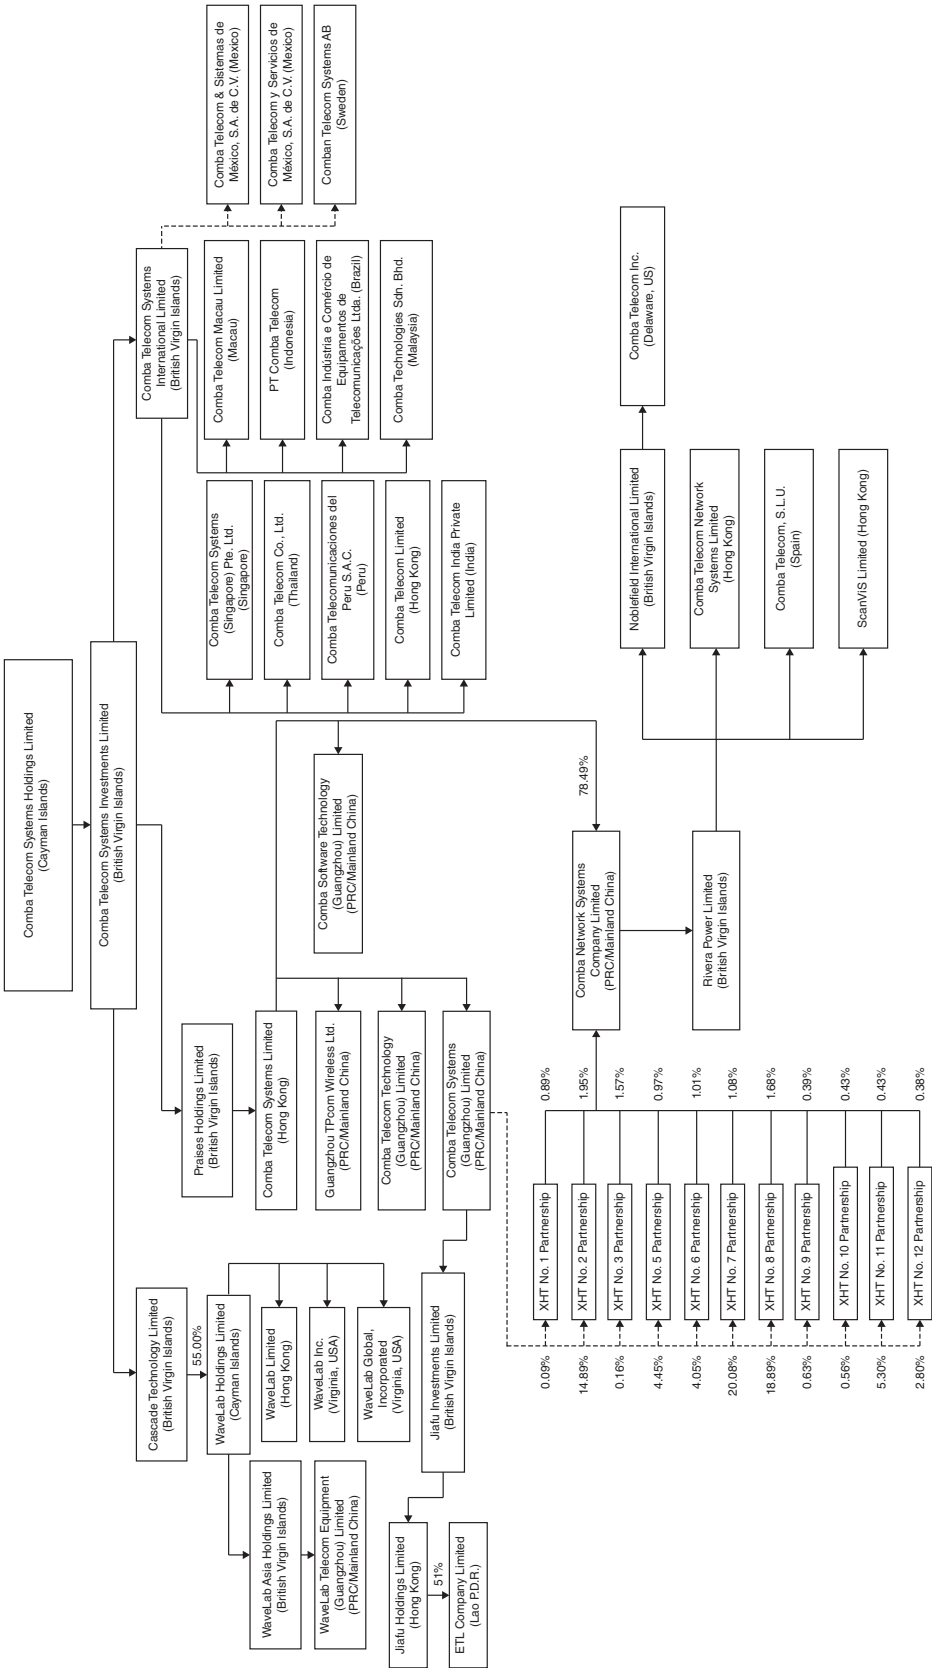 Comba Telecom Systems Holdings Limited
(Cayman Islands)
Comba Telecom Systems Investments Limited
(British Virgin Islands)
Cascade Technology Limited
(British Virgin Islands)
55.00%
WaveLab Holdings Limited
(Cayman Islands)
WaveLab Asia Holdings Limited
(British Virgin Islands)
WaveLab Telecom Equipment
(Guangzhou) Limited
(PRC/Mainland China)
WaveLab Limited
(Hong Kong)
WaveLab Inc.
(Virginia, USA)
WaveLab Global,
Incorporated
(Virginia, USA)
Praises Holdings Limited
(British Virgin Islands)
Comba Telecom Systems Limited
(Hong Kong)
Guangzhou TPcom Wireless Ltd.
(PRC/Mainland China)
Comba Telecom Technology
(Guangzhou) Limited
(PRC/Mainland China)
Comba Telecom Systems
(Guangzhou) Limited
(PRC/Mainland China)
Comba Software Technology
(Guangzhou) Limited
(PRC/Mainland China)
Jiafu Investments Limited
(British Virgin Islands)
Jiafu Holdings Limited
(Hong Kong)
51%
ETL Company Limited
(Lao P.D.R.)
Comba Telecom Systems
International Limited
(British Virgin Islands)
Comba Telecom Systems
(Singapore) Pte. Ltd.
(Singapore)
Comba Telecom Co., Ltd.
(Thailand)
Comba Telecomunicaciones del
Peru S.A.C.
(Peru)
Comba Telecom Limited
(Hong Kong)
Comba Telecom India Private
Limited (India)
Comba Telecom Macau Limited
(Macau)
PT Comba Telecom
(Indonesia)
Comba Indústria e Comércio de
Equipamentos de
Telecomunicações Ltda. (Brazil)
Comba Technologies Sdn. Bhd.
(Malaysia)
Comba Telecom & Sistemas de
México, S.A. de C.V. (Mexico)
Comba Telecom y Servicios de
México, S.A. de C.V. (Mexico)
Comban Telecom Systems AB
(Sweden)
78.49%
Comba Network Systems
Company Limited
(PRC/Mainland China)
Rivera Power Limited
(British Virgin Islands)
Noblefield International Limited
(British Virgin Islands)
Comba Telecom Inc.
(Delaware, US)
Comba Telecom Network
Systems Limited
(Hong Kong)
Comba Telecom, S.L.U.
(Spain)
ScanViS Limited (Hong Kong)
0.09% XHT No. 1 Partnership 0.89%
14.89% XHT No. 2 Partnership 1.95%
0.16% XHT No. 3 Partnership 1.57%
4.45% XHT No. 5 Partnership 0.97%
4.05% XHT No. 6 Partnership 1.01%
20.08% XHT No. 7 Partnership 1.08%
18.89% XHT No. 8 Partnership 1.68%
0.63% XHT No. 9 Partnership 0.39%
0.56% XHT No. 10 Partnership 0.43%
5.30% XHT No. 11 Partnership 0.43%
2.80% XHT No. 12 Partnership 0.38%